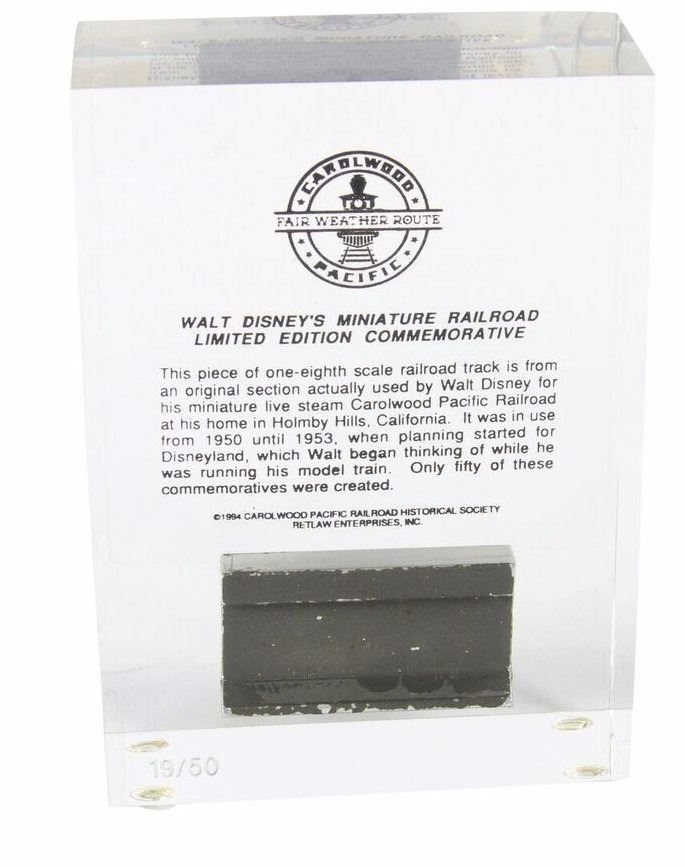 CAROLWOOD
FAIR WEATHER ROUTE
PACIFIC
WALT DISNEY'S MINIATURE RAILROAD
LIMITED EDITION COMMEMORATIVE
This piece of one-eighth scale railroad track is from
an original section actually used by Walt Disney for
his miniature live steam Carolwood Pacific Railroad
at his home in Holmby Hills, California. It was in use
from 1950 until 1953, when planning started for
Disneyland, which Walt began thinking of while he
was running his model train. Only fifty of these
commemoratives were created.
©1994 CAROLWOOD PACIFIC RAILROAD HISTORICAL SOCIETY
RETLAW ENTERPRISES, INC.
19/50